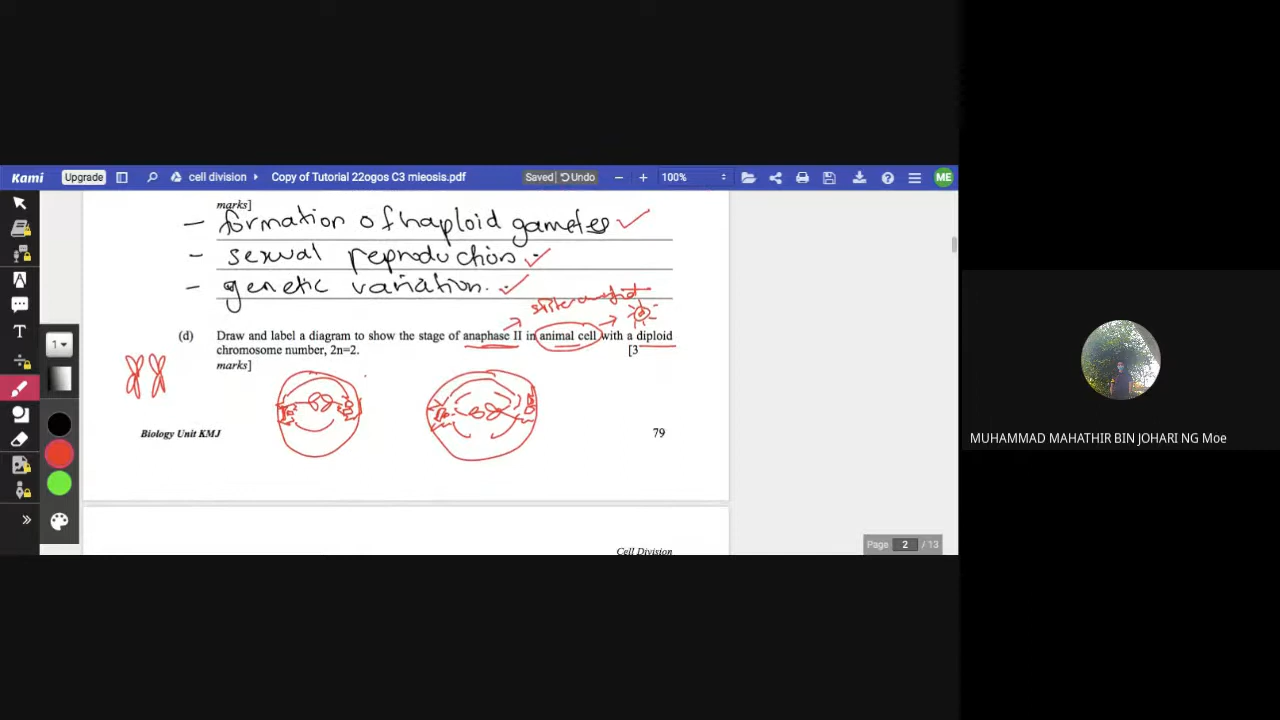 Kami
Upgrade
cell division > Copy of Tutorial 22ogos C3 mieosis.pdf
Saved Undo
100%
ME
marks]
– formation of haploid gametes
– sexual reproduction.
– genetic variation.
sister
(d) Draw and label a diagram to show the stage of anaphase II in animal cell with a diploid
chromosome number, 2n=2. [3
marks]
1
Biology Unit KMJ 79
Cell Division
Page 2 / 13
T
MUHAMMAD MAHATHIR BIN JOHARI NG Moe